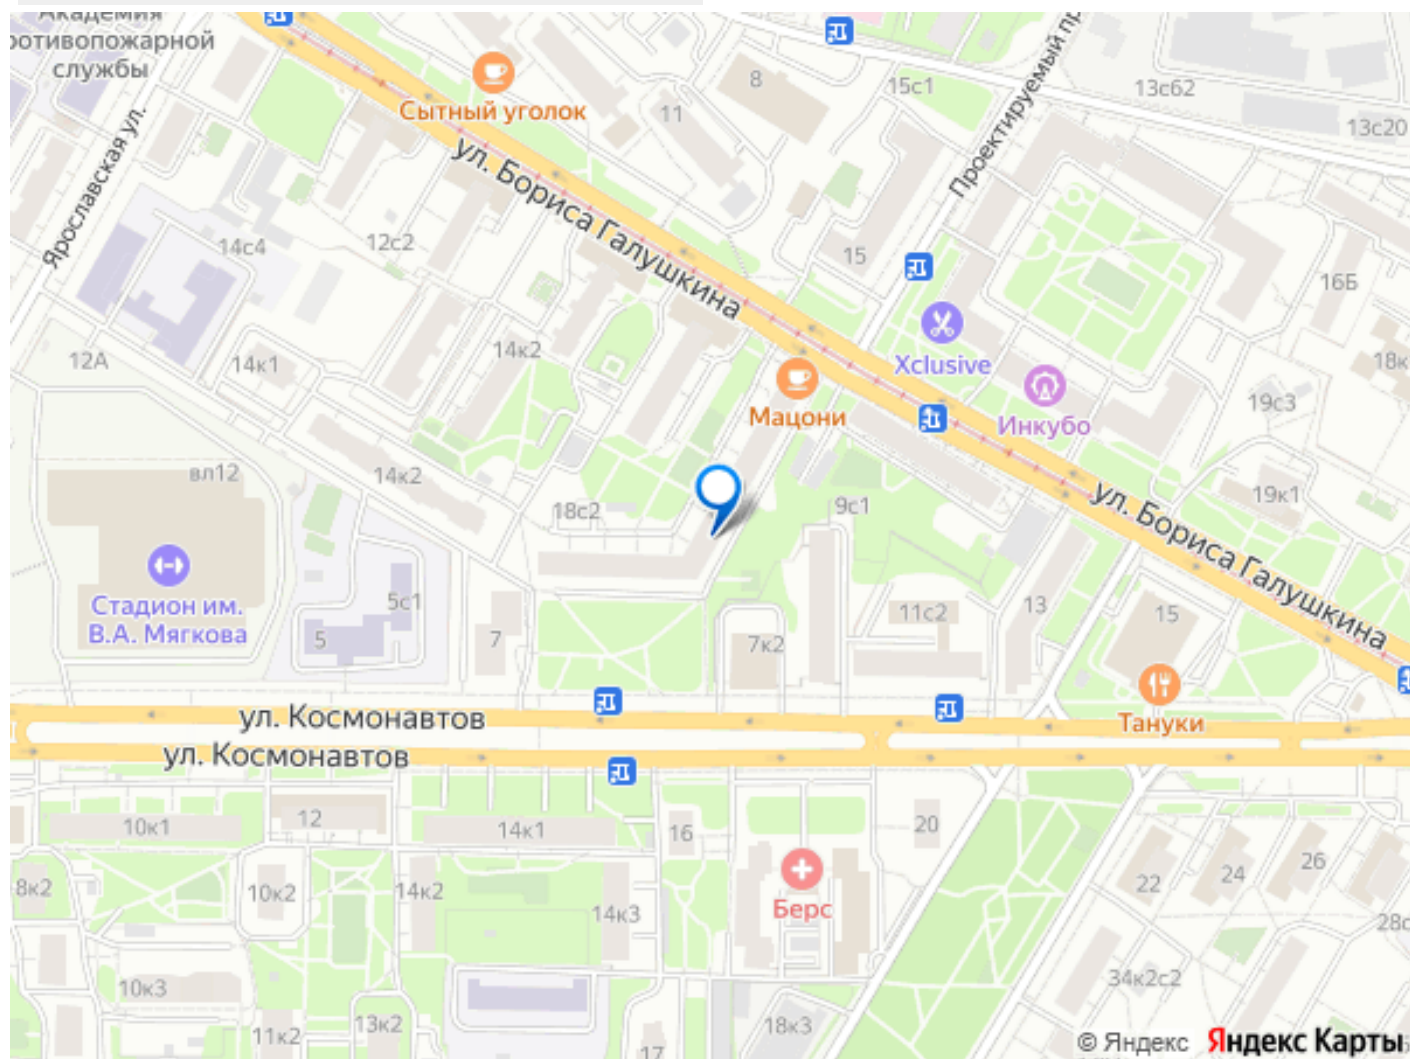 Академия
ротивопожарной
службы
Сытный уголок
11
8
15с1
13с62
13с20
Проектируемый пр
Ярославская ул.
ул. Бориса Галушкина
14с4
12с2
15
16Б
12А
14к1
14к2
Xclusive
18к
Мацони
Инкубо
19с3
вл12
14к2
18с2
9с1
19к1
ул. Бориса Галушкина
Стадион им.
В.А. Мягкова
5с1
5
7
7к2
11с2
13
15
Тануки
ул. Космонавтов
ул. Космонавтов
10к1
12
14к1
16
20
8к2
10к2
14к2
14к3
Берс
22
24
26
28с
10к3
11к2
13к2
17
18к3
34к2с2
© Яндекс Яндекс Карты